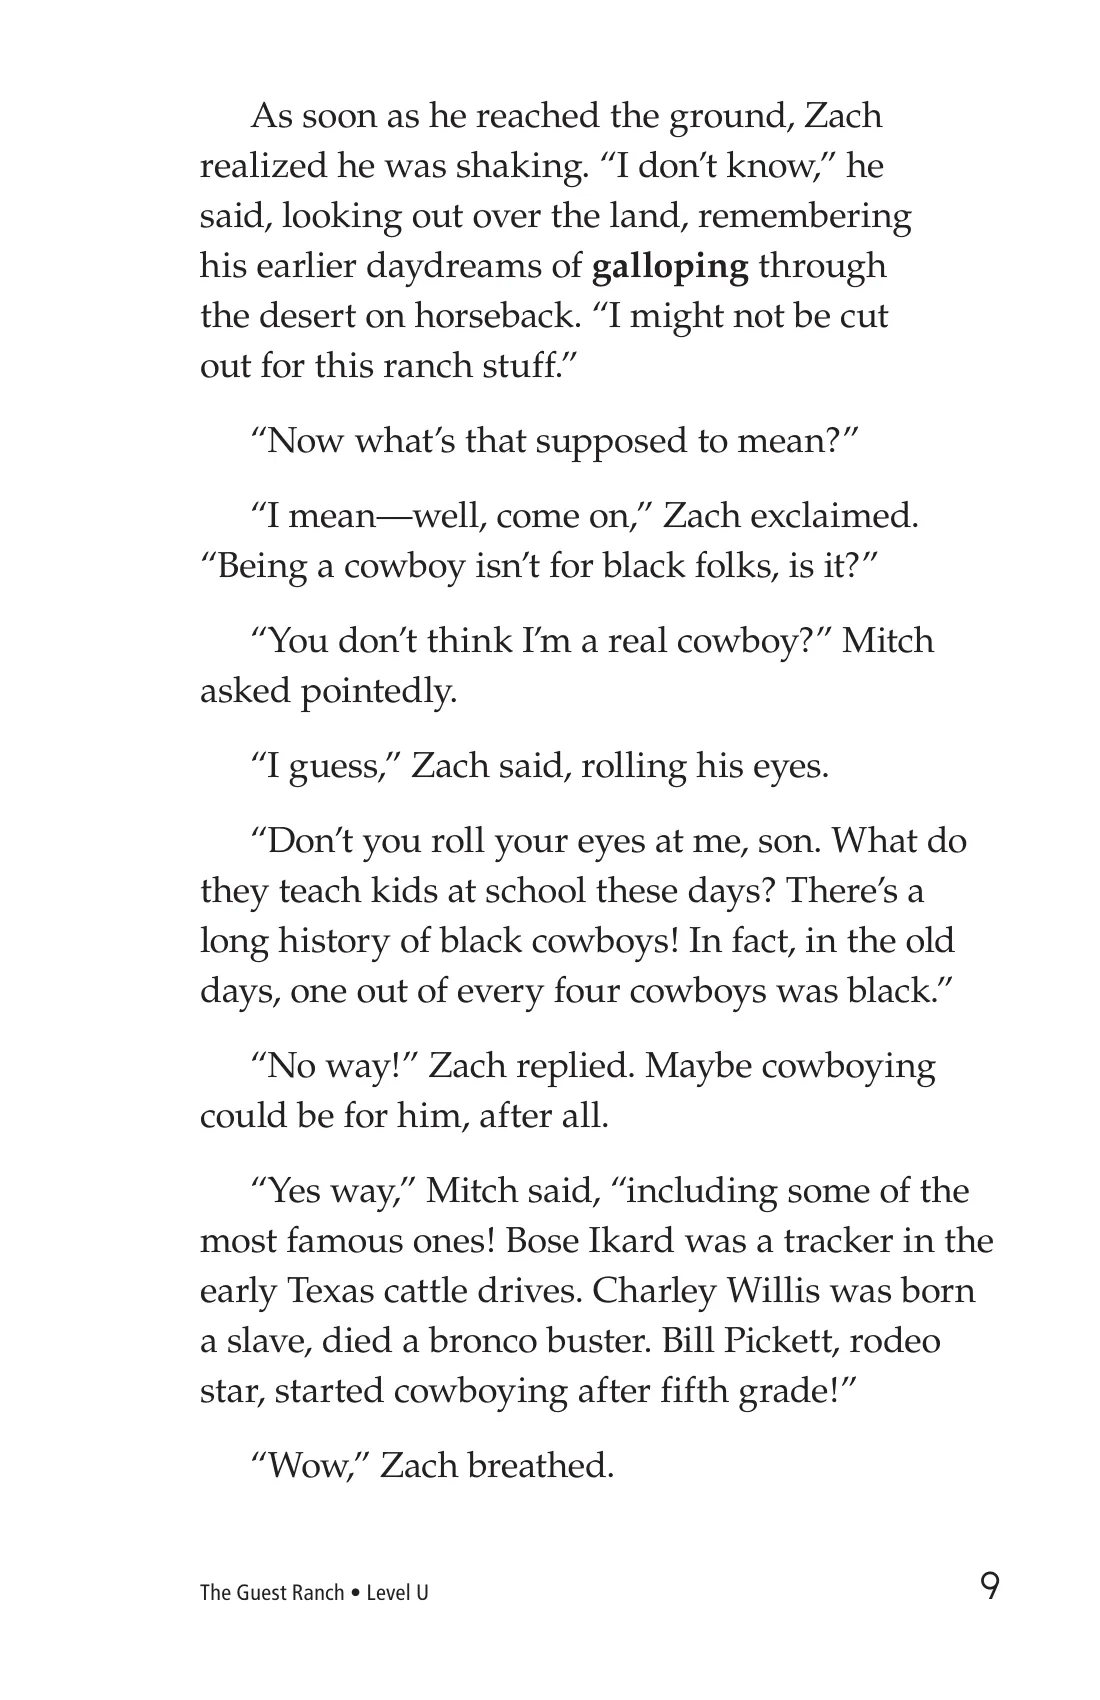 As soon as he reached the ground, Zach
realized he was shaking. “I don’t know,” he
said, looking out over the land, remembering
his earlier daydreams of galloping through
the desert on horseback. “I might not be cut
out for this ranch stuff.”
“Now what’s that supposed to mean?”
“I mean—well, come on,” Zach exclaimed.
“Being a cowboy isn’t for black folks, is it?”
“You don’t think I’m a real cowboy?” Mitch
asked pointedly.
“I guess,” Zach said, rolling his eyes.
“Don’t you roll your eyes at me, son. What do
they teach kids at school these days? There’s a
long history of black cowboys! In fact, in the old
days, one out of every four cowboys was black.”
“No way!” Zach replied. Maybe cowboying
could be for him, after all.
“Yes way,” Mitch said, “including some of the
most famous ones! Bose Ikard was a tracker in the
early Texas cattle drives. Charley Willis was born
a slave, died a bronco buster. Bill Pickett, rodeo
star, started cowboying after fifth grade!”
“Wow,” Zach breathed.
The Guest Ranch • Level U
9